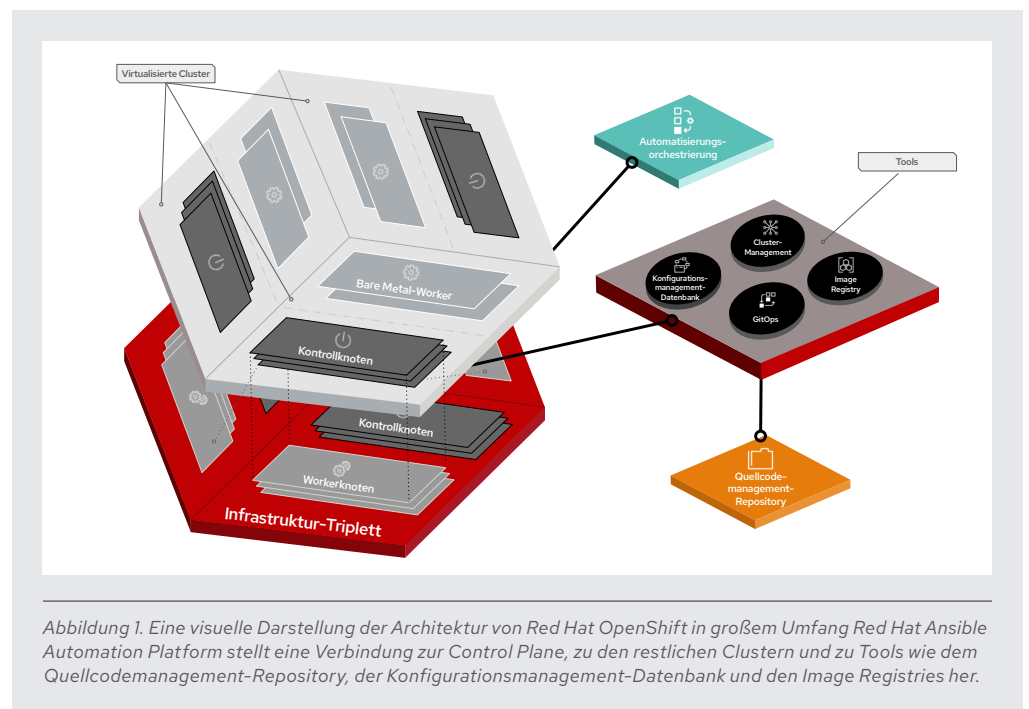 Virtualisierte Cluster
Automatisierungs-
orchestrierung
Tools
Cluster-
Management
Konfigurations-
management-
Datenbank
Image
Registry
GitOps
Bare Metal-Worker
Kontrollknoten
Kontrollknoten
Workerknoten
Infrastruktur-Triplett
Quellcode-
management-
Repository
Abbildung 1. Eine visuelle Darstellung der Architektur von Red Hat OpenShift in großem Umfang Red Hat Ansible
Automation Platform stellt eine Verbindung zur Control Plane, zu den restlichen Clustern und zu Tools wie dem
Quellcodemanagement-Repository, der Konfigurationsmanagement-Datenbank und den Image Registries her.